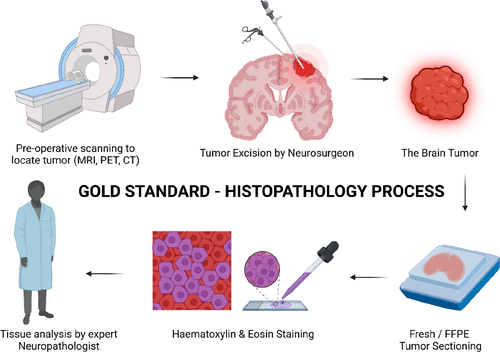 Pre-operative scanning to
locate tumor (MRI, PET, CT)
Tumor Excision by Neurosurgeon
The Brain Tumor
GOLD STANDARD - HISTOPATHOLOGY PROCESS
Fresh / FFPE
Tumor Sectioning
Haematoxylin & Eosin Staining
Tissue analysis by expert
Neuropathologist